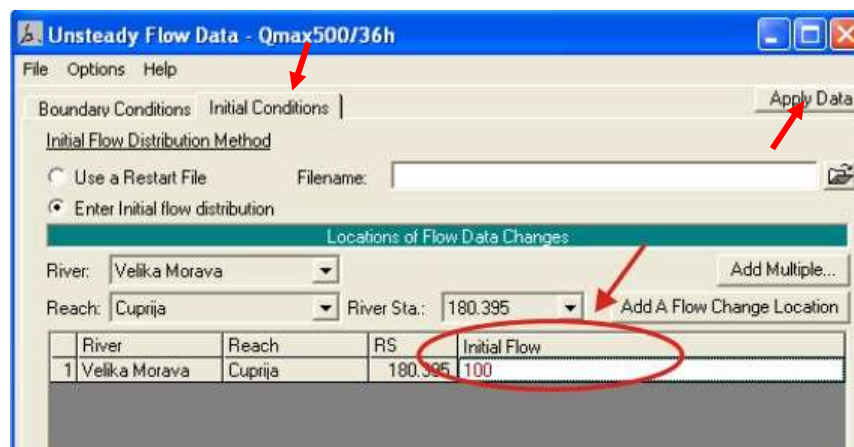 Unsteady Flow Data - Qmax500/36h
File Options Help
Boundary Conditions Initial Conditions Apply Data
Initial Flow Distribution Method
Use a Restart File Filename:
Enter Initial flow distribution
Locations of Flow Data Changes
River: Velika Morava Add Multiple...
Reach: Cuprija River Sta.: 180.395 Add A Flow Change Location
River Reach RS Initial Flow
1 Velika Morava Cuprija 180.395 100